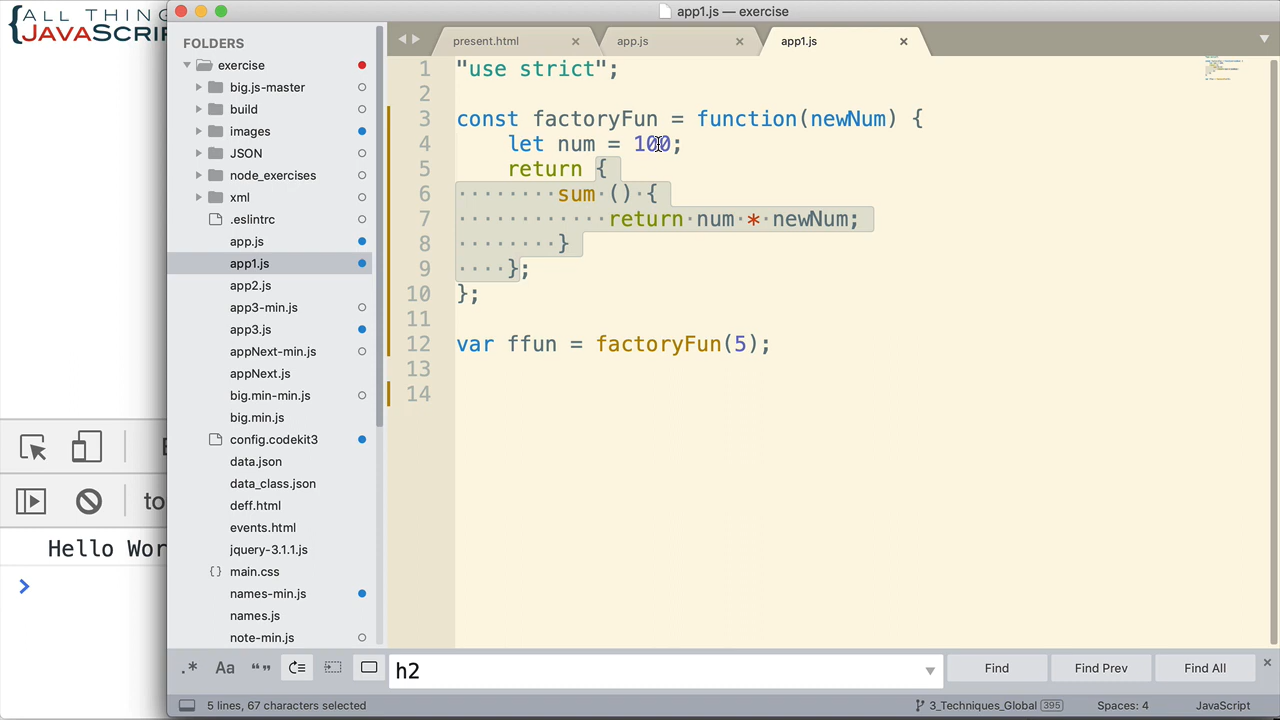 ALL THING
JAVASCRI
app1.js — exercise
FOLDERS
exercise
big.js-master
build
images
JSON
node_exercises
xml
.eslintrc
app.js
app1.js
app2.js
app3-min.js
app3.js
appNext-min.js
appNext.js
big.min-min.js
big.min.js
config.codekit3
data.json
data_class.json
deff.html
events.html
jquery-3.1.1.js
main.css
names-min.js
names.js
note-min.js
present.html
app.js
app1.js
1 "use strict";
2
3 const factoryFun = function(newNum) {
4 let num = 100;
5 return {
6 sum () {
7 return num * newNum;
8 }
9 };
10 };
11
12 var ffun = factoryFun(5);
13
14
to
Hello Wor
>
.* Aa “” h2 Find Find Prev Find All
5 lines, 67 characters selected 3_Techniques_Global 395 Spaces: 4 JavaScript